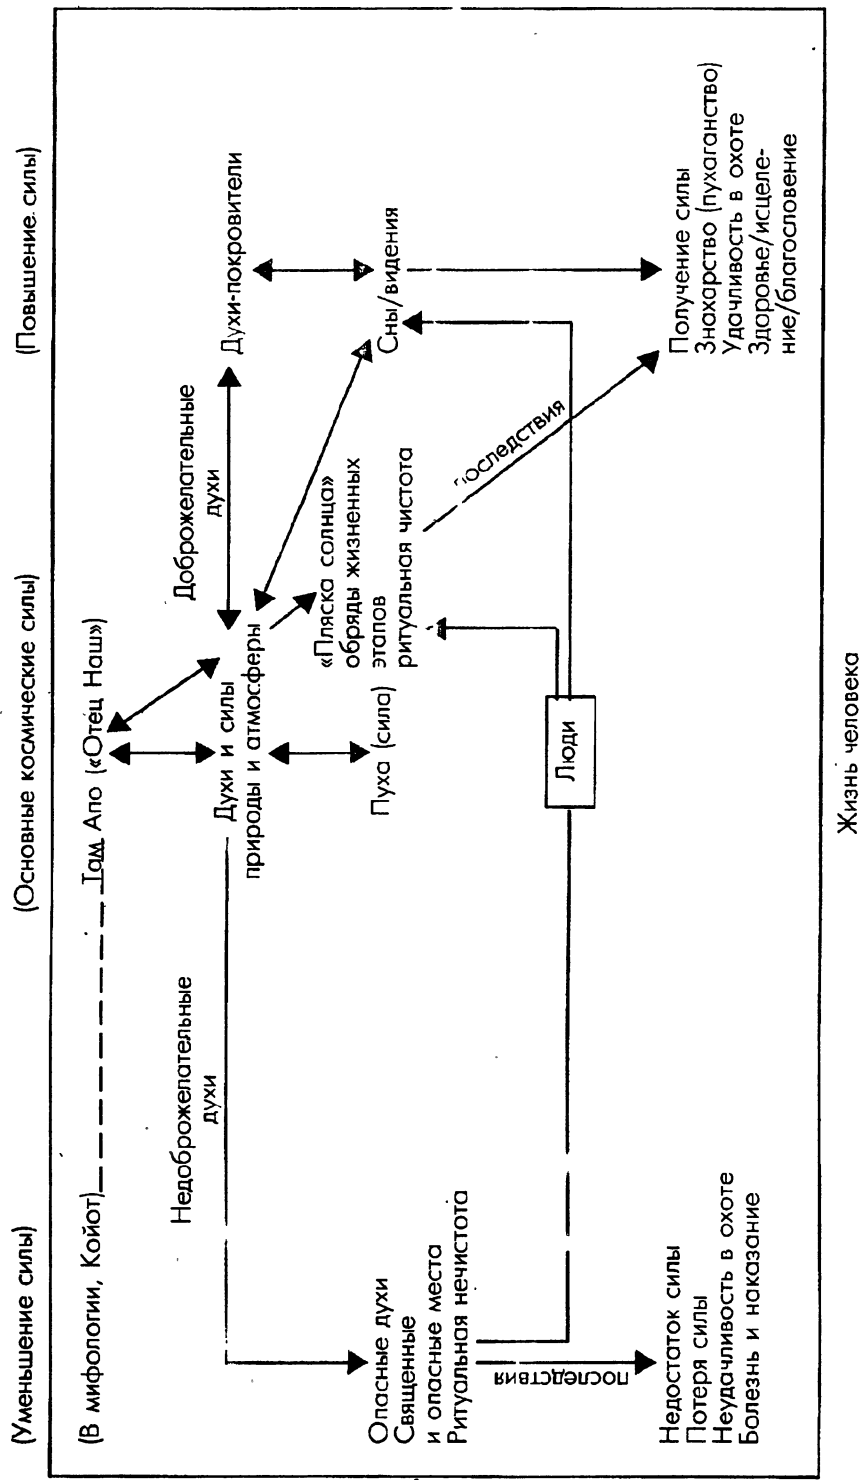 (Уменьшение силы)
(Основные космические силы)
(Повышение силы)
(В мифологии, Койот)
Там Апо («Отец Наш»)
Недоброжелательные
духи
Доброжелательные
духи
Духи и силы
природы и атмосферы
Духи-покровители
«Пляска солнца»
обряды жизненных
этапов
ритуальная чистота
Пуха (сила)
Сны/видения
Опасные духи
Священные
и опасные места
Ритуальная нечистота
последствия
последствия
Люди
Недостаток силы
Потеря силы
Неудачливость в охоте
Болезнь и наказание
Получение силы
Знахарство (пухаганство)
Удачливость в охоте
Здоровье/исцеле-
ние/благословение
Жизнь человека